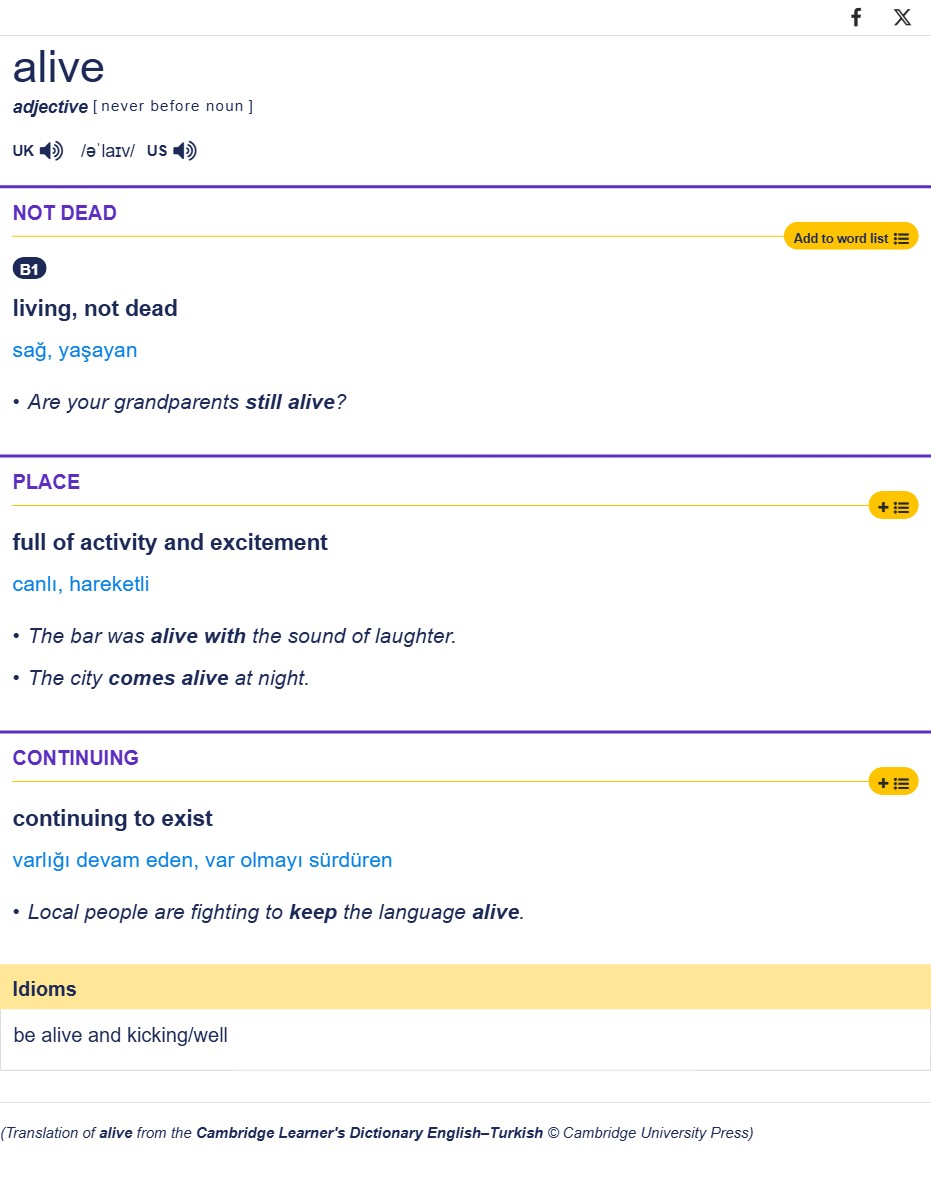 alive
adjective [ never before noun ]
UK /əˈlaɪv/ US
NOT DEAD
Add to word list
B1
living, not dead
sağ, yaşayan
• Are your grandparents still alive?
PLACE
+
full of activity and excitement
canlı, hareketli
• The bar was alive with the sound of laughter.
• The city comes alive at night.
CONTINUING
+
continuing to exist
varlığı devam eden, var olmayı sürdüren
• Local people are fighting to keep the language alive.
Idioms
be alive and kicking/well
(Translation of alive from the Cambridge Learner's Dictionary English–Turkish © Cambridge University Press)